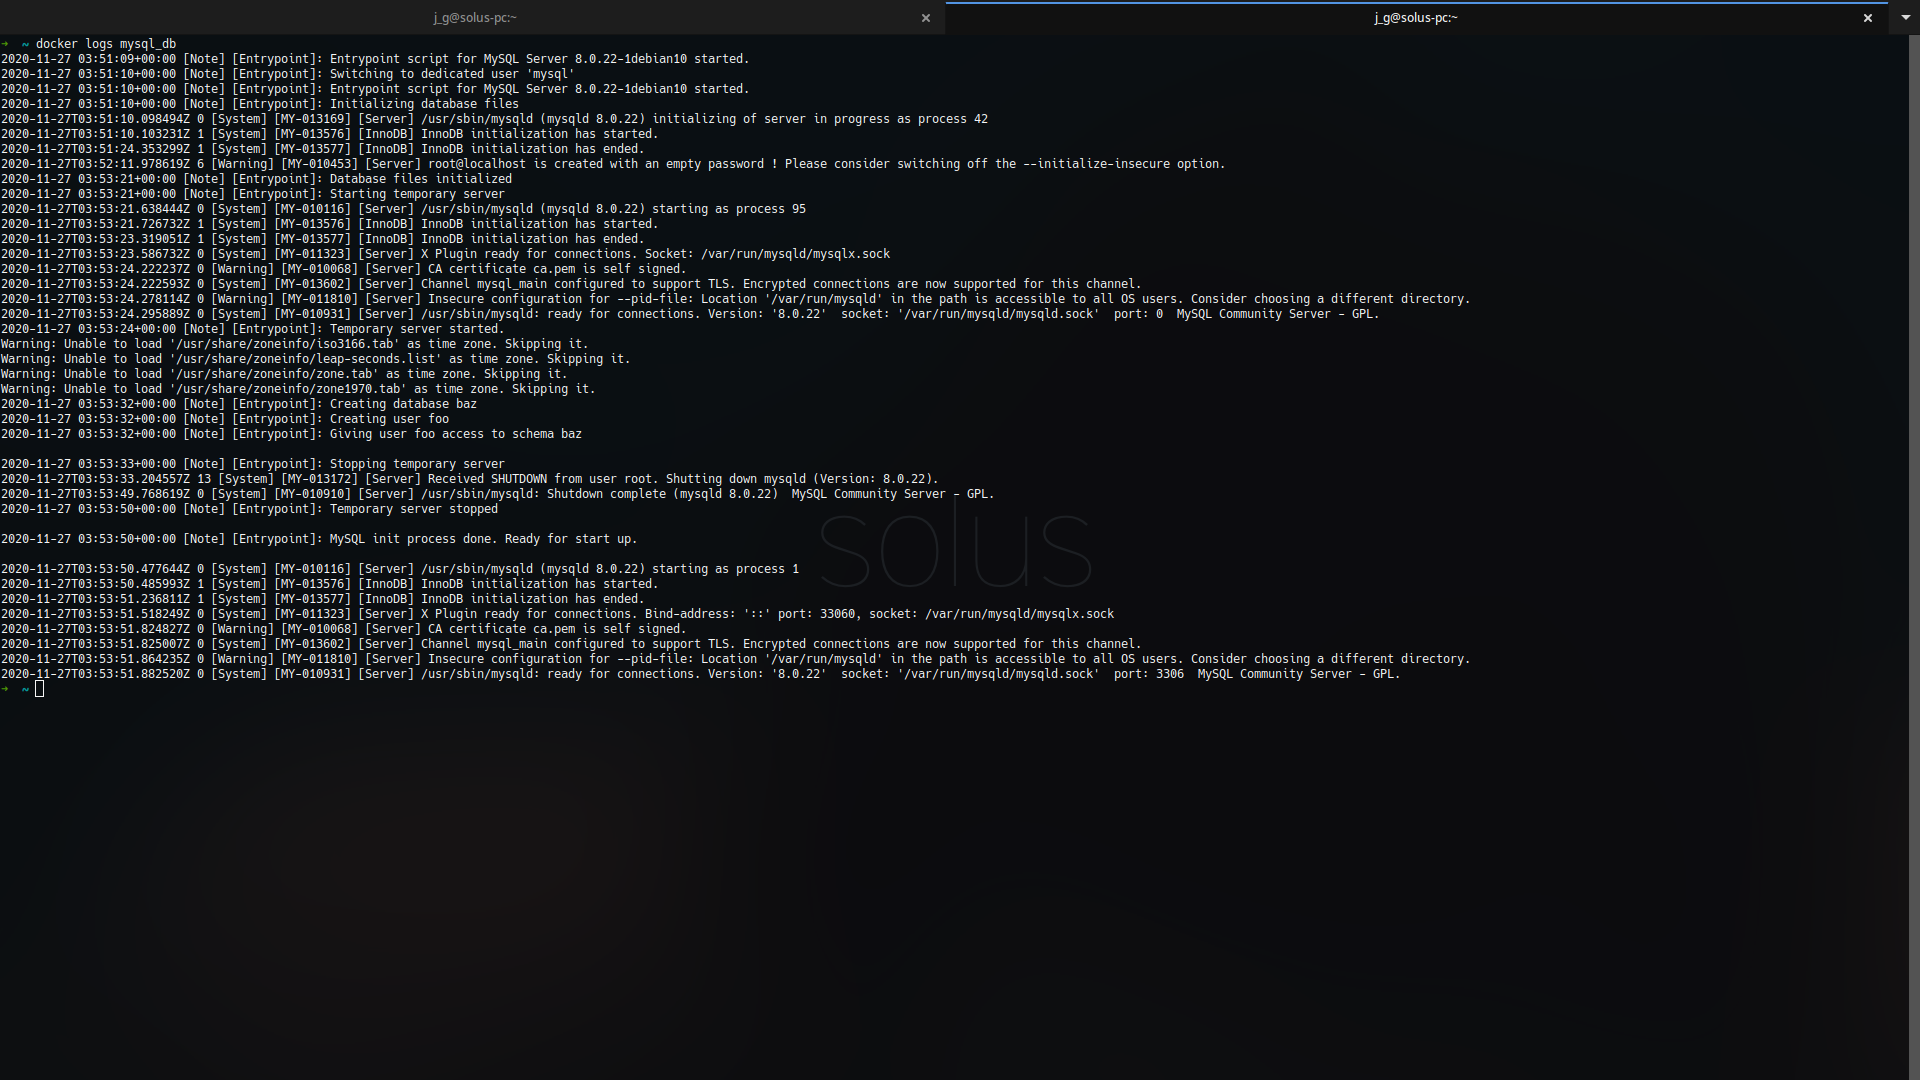 j_g@solus-pc:~ × j_g@solus-pc:~ ×
→ ~ docker logs mysql_db
2020-11-27 03:51:09+00:00 [Note] [Entrypoint]: Entrypoint script for MySQL Server 8.0.22-1debian10 started.
2020-11-27 03:51:10+00:00 [Note] [Entrypoint]: Switching to dedicated user 'mysql'
2020-11-27 03:51:10+00:00 [Note] [Entrypoint]: Entrypoint script for MySQL Server 8.0.22-1debian10 started.
2020-11-27 03:51:10+00:00 [Note] [Entrypoint]: Initializing database files
2020-11-27T03:51:10.098494Z 0 [System] [MY-013169] [Server] /usr/sbin/mysqld (mysqld 8.0.22) initializing of server in progress as process 42
2020-11-27T03:51:10.103231Z 1 [System] [MY-013576] [InnoDB] InnoDB initialization has started.
2020-11-27T03:51:24.353299Z 1 [System] [MY-013577] [InnoDB] InnoDB initialization has ended.
2020-11-27T03:52:11.978619Z 6 [Warning] [MY-010453] [Server] root@localhost is created with an empty password ! Please consider switching off the --initialize-insecure option.
2020-11-27 03:53:21+00:00 [Note] [Entrypoint]: Database files initialized
2020-11-27 03:53:21+00:00 [Note] [Entrypoint]: Starting temporary server
2020-11-27T03:53:21.638444Z 0 [System] [MY-010116] [Server] /usr/sbin/mysqld (mysqld 8.0.22) starting as process 95
2020-11-27T03:53:21.726732Z 1 [System] [MY-013576] [InnoDB] InnoDB initialization has started.
2020-11-27T03:53:23.319051Z 1 [System] [MY-013577] [InnoDB] InnoDB initialization has ended.
2020-11-27T03:53:23.586732Z 0 [System] [MY-011323] [Server] X Plugin ready for connections. Socket: /var/run/mysqld/mysqlx.sock
2020-11-27T03:53:24.222237Z 0 [Warning] [MY-010068] [Server] CA certificate ca.pem is self signed.
2020-11-27T03:53:24.222593Z 0 [System] [MY-013602] [Server] Channel mysql_main configured to support TLS. Encrypted connections are now supported for this channel.
2020-11-27T03:53:24.278114Z 0 [Warning] [MY-011810] [Server] Insecure configuration for --pid-file: Location '/var/run/mysqld' in the path is accessible to all OS users. Consider choosing a different directory.
2020-11-27T03:53:24.295889Z 0 [System] [MY-010931] [Server] /usr/sbin/mysqld: ready for connections. Version: '8.0.22'  socket: '/var/run/mysqld/mysqld.sock'  port: 0  MySQL Community Server - GPL.
2020-11-27 03:53:24+00:00 [Note] [Entrypoint]: Temporary server started.
Warning: Unable to load '/usr/share/zoneinfo/iso3166.tab' as time zone. Skipping it.
Warning: Unable to load '/usr/share/zoneinfo/leap-seconds.list' as time zone. Skipping it.
Warning: Unable to load '/usr/share/zoneinfo/zone.tab' as time zone. Skipping it.
Warning: Unable to load '/usr/share/zoneinfo/zone1970.tab' as time zone. Skipping it.
2020-11-27 03:53:32+00:00 [Note] [Entrypoint]: Creating database baz
2020-11-27 03:53:32+00:00 [Note] [Entrypoint]: Creating user foo
2020-11-27 03:53:32+00:00 [Note] [Entrypoint]: Giving user foo access to schema baz
2020-11-27 03:53:33+00:00 [Note] [Entrypoint]: Stopping temporary server
2020-11-27T03:53:33.204557Z 13 [System] [MY-013172] [Server] Received SHUTDOWN from user root. Shutting down mysqld (Version: 8.0.22).
2020-11-27T03:53:49.768619Z 0 [System] [MY-010910] [Server] /usr/sbin/mysqld: Shutdown complete (mysqld 8.0.22)  MySQL Community Server - GPL.
2020-11-27 03:53:50+00:00 [Note] [Entrypoint]: Temporary server stopped
solus
2020-11-27 03:53:50+00:00 [Note] [Entrypoint]: MySQL init process done. Ready for start up.
2020-11-27T03:53:50.477644Z 0 [System] [MY-010116] [Server] /usr/sbin/mysqld (mysqld 8.0.22) starting as process 1
2020-11-27T03:53:50.485993Z 1 [System] [MY-013576] [InnoDB] InnoDB initialization has started.
2020-11-27T03:53:51.236811Z 1 [System] [MY-013577] [InnoDB] InnoDB initialization has ended.
2020-11-27T03:53:51.518249Z 0 [System] [MY-011323] [Server] X Plugin ready for connections. Bind-address: '::' port: 33060, socket: /var/run/mysqld/mysqlx.sock
2020-11-27T03:53:51.824827Z 0 [Warning] [MY-010068] [Server] CA certificate ca.pem is self signed.
2020-11-27T03:53:51.825007Z 0 [System] [MY-013602] [Server] Channel mysql_main configured to support TLS. Encrypted connections are now supported for this channel.
2020-11-27T03:53:51.864235Z 0 [Warning] [MY-011810] [Server] Insecure configuration for --pid-file: Location '/var/run/mysqld' in the path is accessible to all OS users. Consider choosing a different directory.
2020-11-27T03:53:51.882520Z 0 [System] [MY-010931] [Server] /usr/sbin/mysqld: ready for connections. Version: '8.0.22'  socket: '/var/run/mysqld/mysqld.sock'  port: 3306  MySQL Community Server - GPL.
→ ~